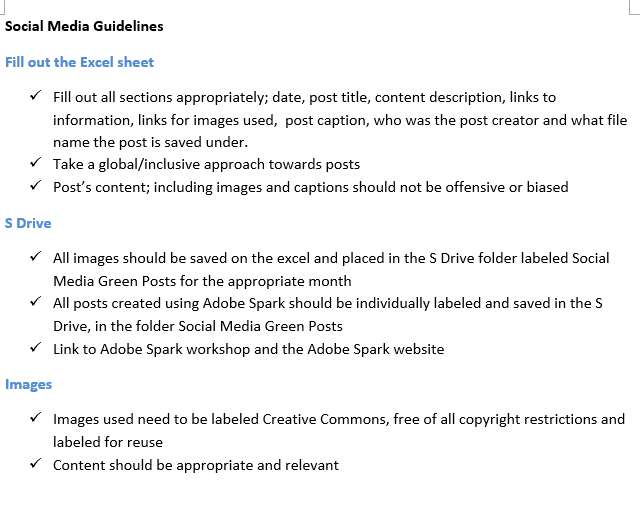 Social Media Guidelines
Fill out the Excel sheet
✓ Fill out all sections appropriately; date, post title, content description, links to
information, links for images used,  post caption, who was the post creator and what file
name the post is saved under.
✓ Take a global/inclusive approach towards posts
✓ Post’s content; including images and captions should not be offensive or biased
S Drive
✓ All images should be saved on the excel and placed in the S Drive folder labeled Social
Media Green Posts for the appropriate month
✓ All posts created using Adobe Spark should be individually labeled and saved in the S
Drive, in the folder Social Media Green Posts
✓ Link to Adobe Spark workshop and the Adobe Spark website
Images
✓ Images used need to be labeled Creative Commons, free of all copyright restrictions and
labeled for reuse
✓ Content should be appropriate and relevant